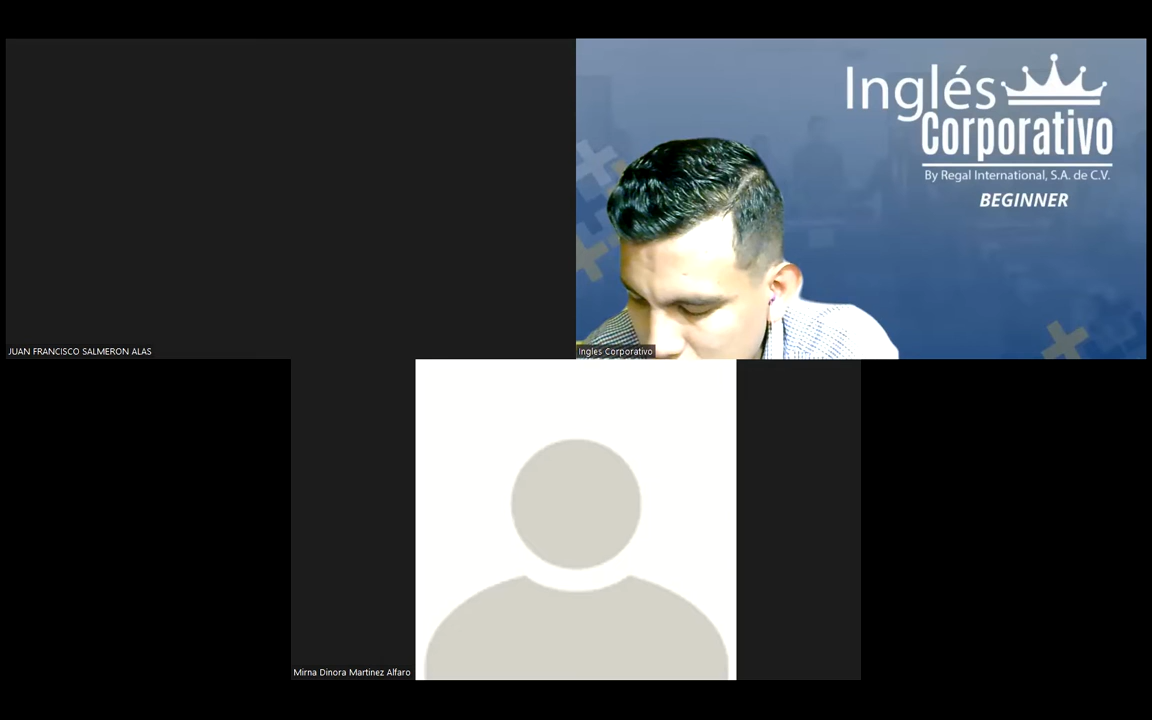 Inglés
Corporativo
By Regal International, S.A. de C.V.
BEGINNER
JUAN FRANCISCO SALMERON ALAS
Ingles Corporativo
Mirna Dinora Martinez Alfaro